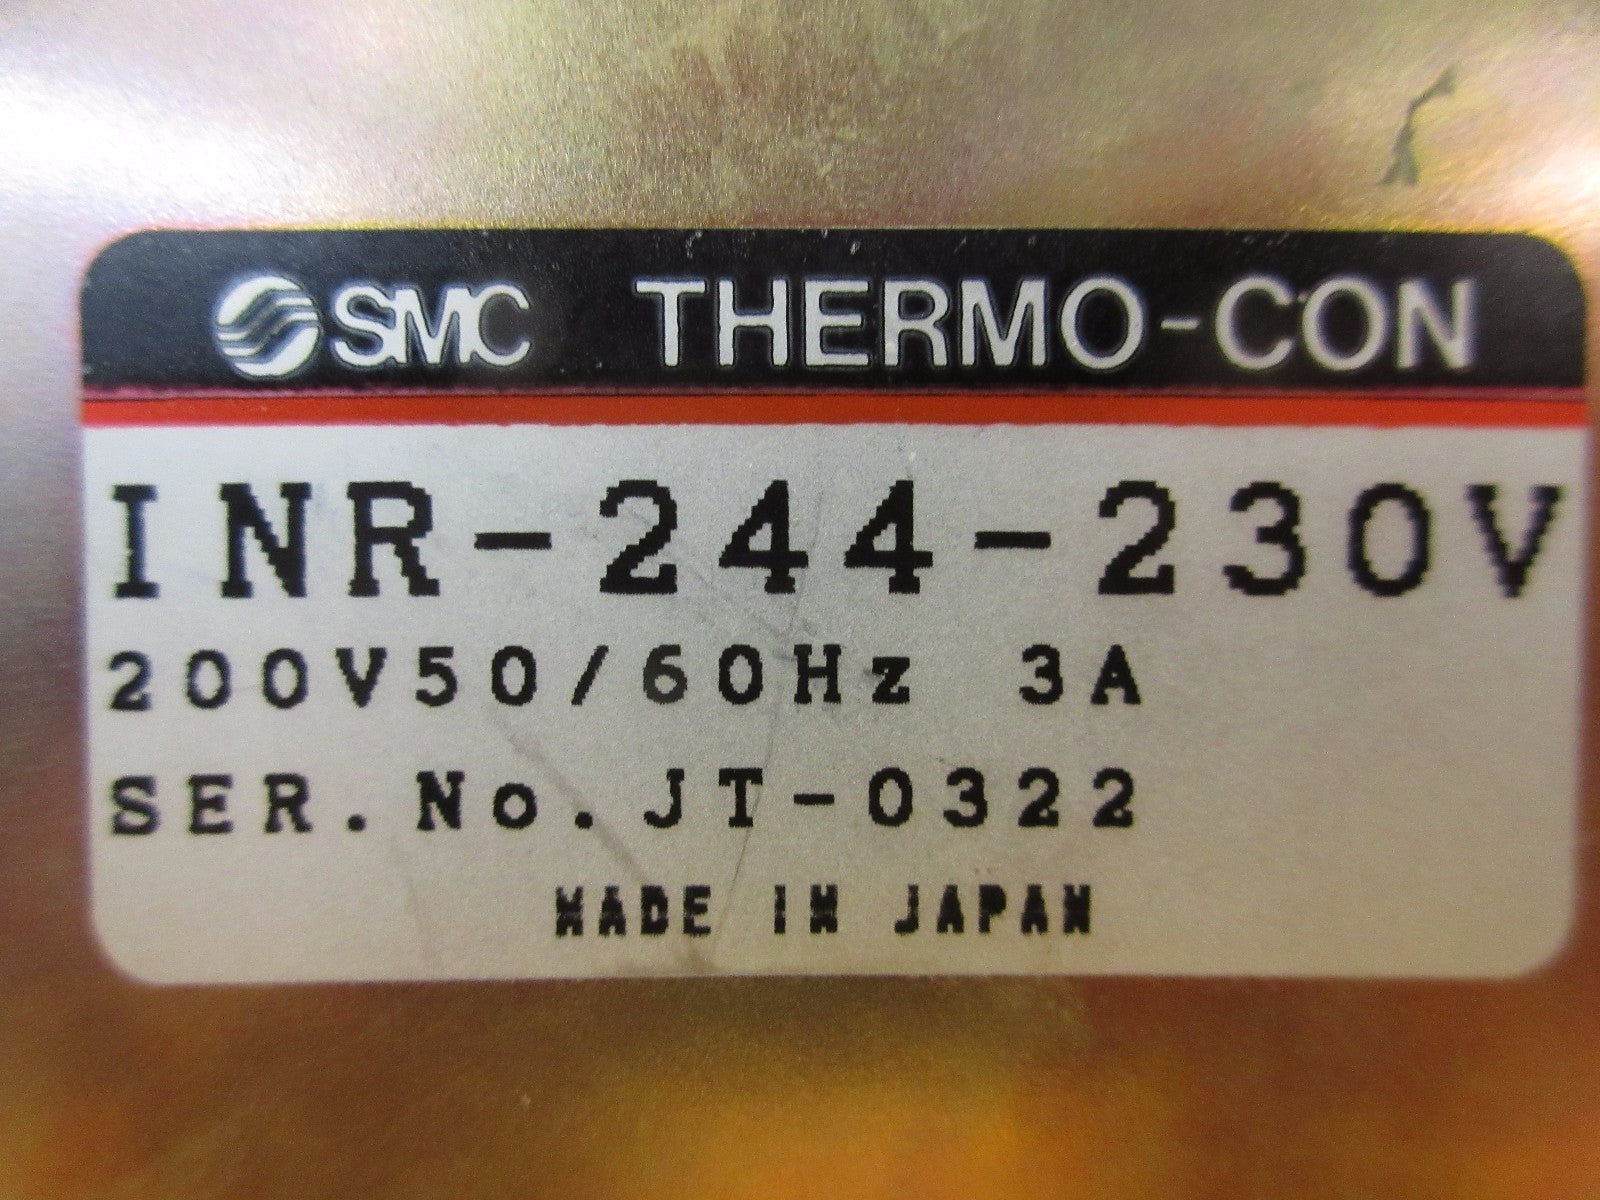 SMC THERMO-CON
INR-244-230V
200V50/60Hz 3A
SER.No.JT-0322
MADE IN JAPAN